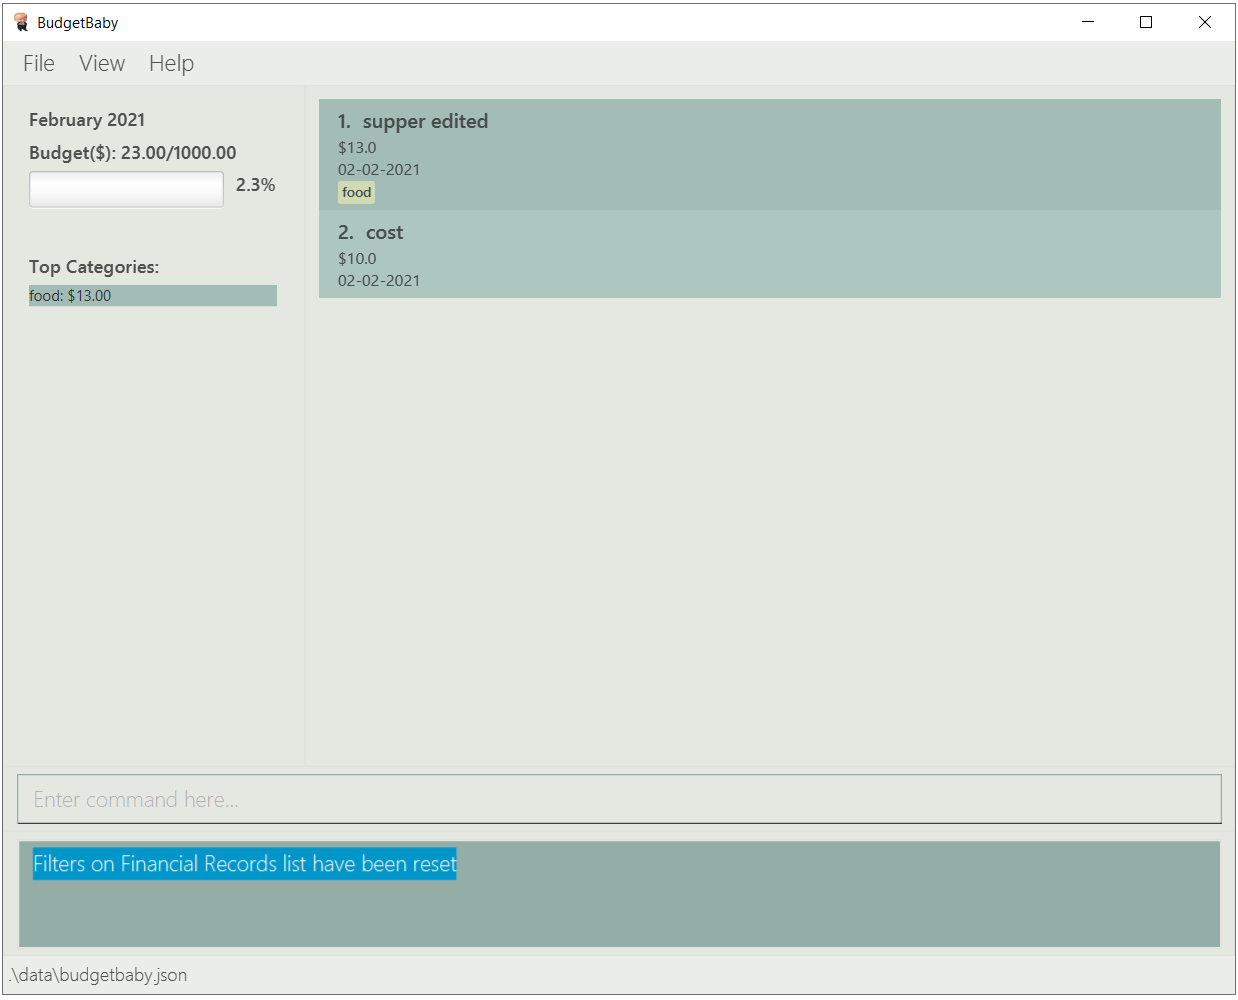 BudgetBaby
File View Help
February 2021
Budget($): 23.00/1000.00
2.3%
Top Categories:
food: $13.00
1. supper edited
$13.0
02-02-2021
food
2. cost
$10.0
02-02-2021
Enter command here...
Filters on Financial Records list have been reset
.\data\budgetbaby.json